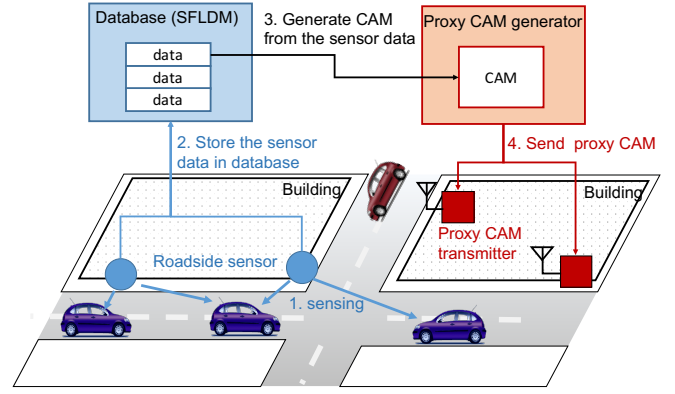 Database (SFLDM)
data
data
data
3. Generate CAM
from the sensor data
Proxy CAM generator
CAM
2. Store the sensor
data in database
4. Send proxy CAM
Building
Building
Proxy CAM
transmitter
Roadside sensor
1. sensing